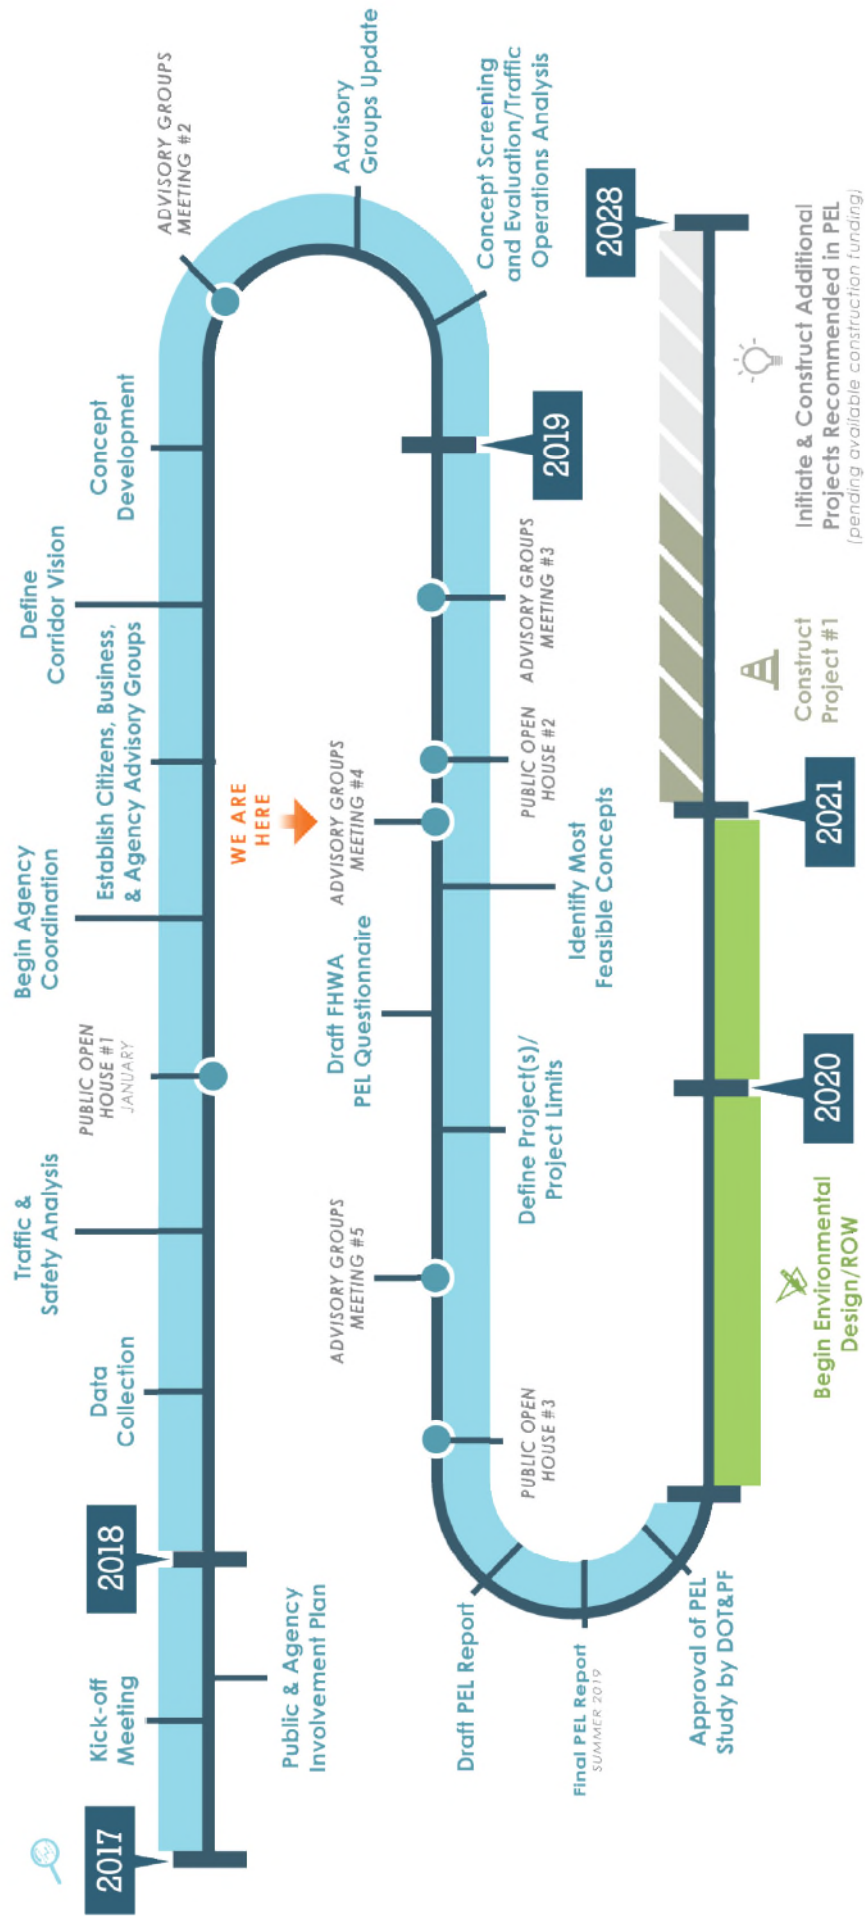 2017
Kick-off
Meeting
Public & Agency
Involvement Plan
2018
Data
Collection
Traffic &
Safety Analysis
PUBLIC OPEN
HOUSE #1
JANUARY
Begin Agency
Coordination
Establish Citizens, Business,
& Agency Advisory Groups
Define
Corridor Vision
Concept
Development
ADVISORY GROUPS
MEETING #2
Advisory
Groups Update
Concept Screening
and Evaluation/Traffic
Operations Analysis
2019
ADVISORY GROUPS
MEETING #3
PUBLIC OPEN
HOUSE #2
WE ARE
HERE
ADVISORY GROUPS
MEETING #4
Identify Most
Feasible Concepts
Draft FHWA
PEL Questionnaire
Define Project(s)/
Project Limits
ADVISORY GROUPS
MEETING #5
PUBLIC OPEN
HOUSE #3
Draft PEL Report
Final PEL Report
SUMMER 2019
Approval of PEL
Study by DOT&PF
Begin Environmental
Design/ROW
2020
2021
Construct
Project #1
Initiate & Construct Additional
Projects Recommended in PEL
(pending available construction funding)
2028